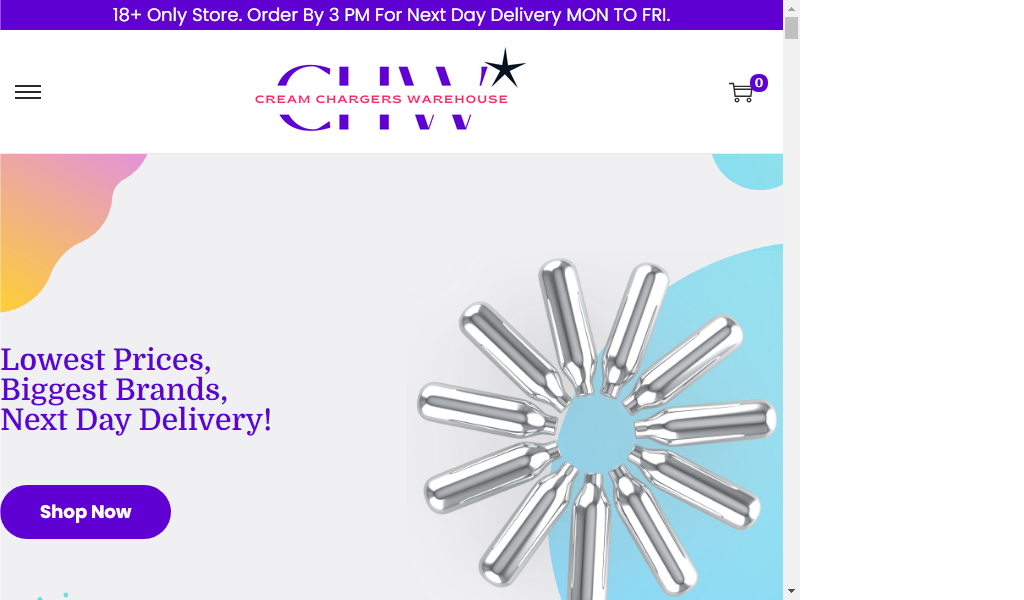 18+ Only Store. Order By 3 PM For Next Day Delivery MON TO FRI.
CHW
CREAM CHARGERS WAREHOUSE
0
Lowest Prices,
Biggest Brands,
Next Day Delivery!
Shop Now